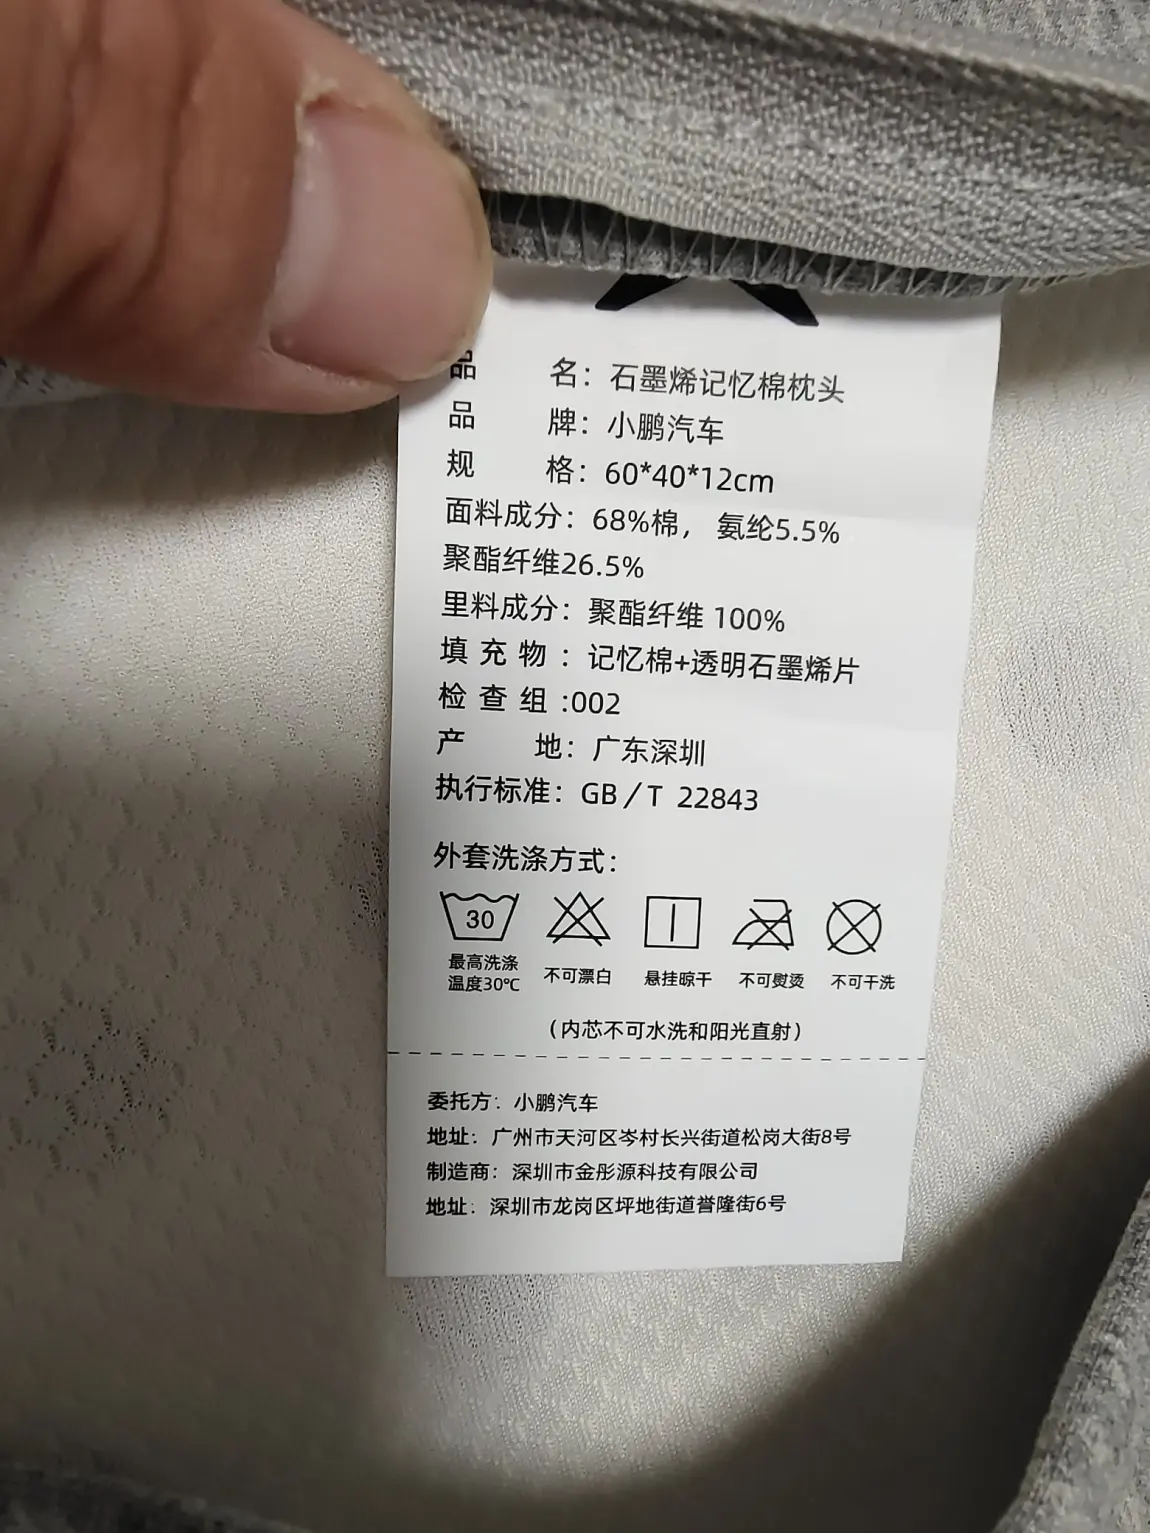 品 名：石墨烯记忆棉枕头
品 牌：小鹏汽车
规 格：60*40*12cm
面料成分：68%棉， 氨纶5.5%
聚酯纤维26.5%
里料成分：聚酯纤维 100%
填 充 物 ：记忆棉+透明石墨烯片
检 查 组 :002
产 地：广东深圳
执行标准：GB/T 22843
外套洗涤方式：
30
最高洗涤
温度30℃
不可漂白
悬挂晾干
不可熨烫
不可干洗
（内芯不可水洗和阳光直射）
委托方：小鹏汽车
地址：广州市天河区岑村长兴街道松岗大街8号
制造商：深圳市金彤源科技有限公司
地址：深圳市龙岗区坪地街道誉隆街6号